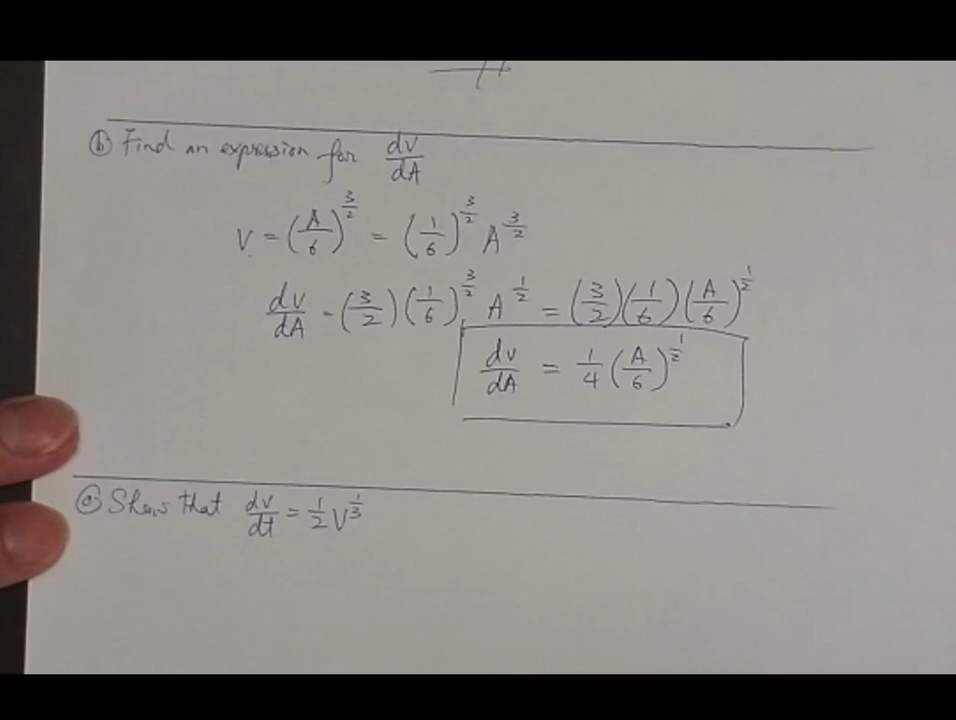 ⓑ Find an expression for dV/dA
V = (A/6)^(3/2) = (1/6)^(3/2) A^(3/2)
dV/dA = (3/2)(1/6)^(3/2) A^(1/2) = (3/2)(1/6)(A/6)^(1/2)
dV/dA = 1/4 (A/6)^(1/2)
ⓒ Show that dV/dt = 1/2 V^(1/3)